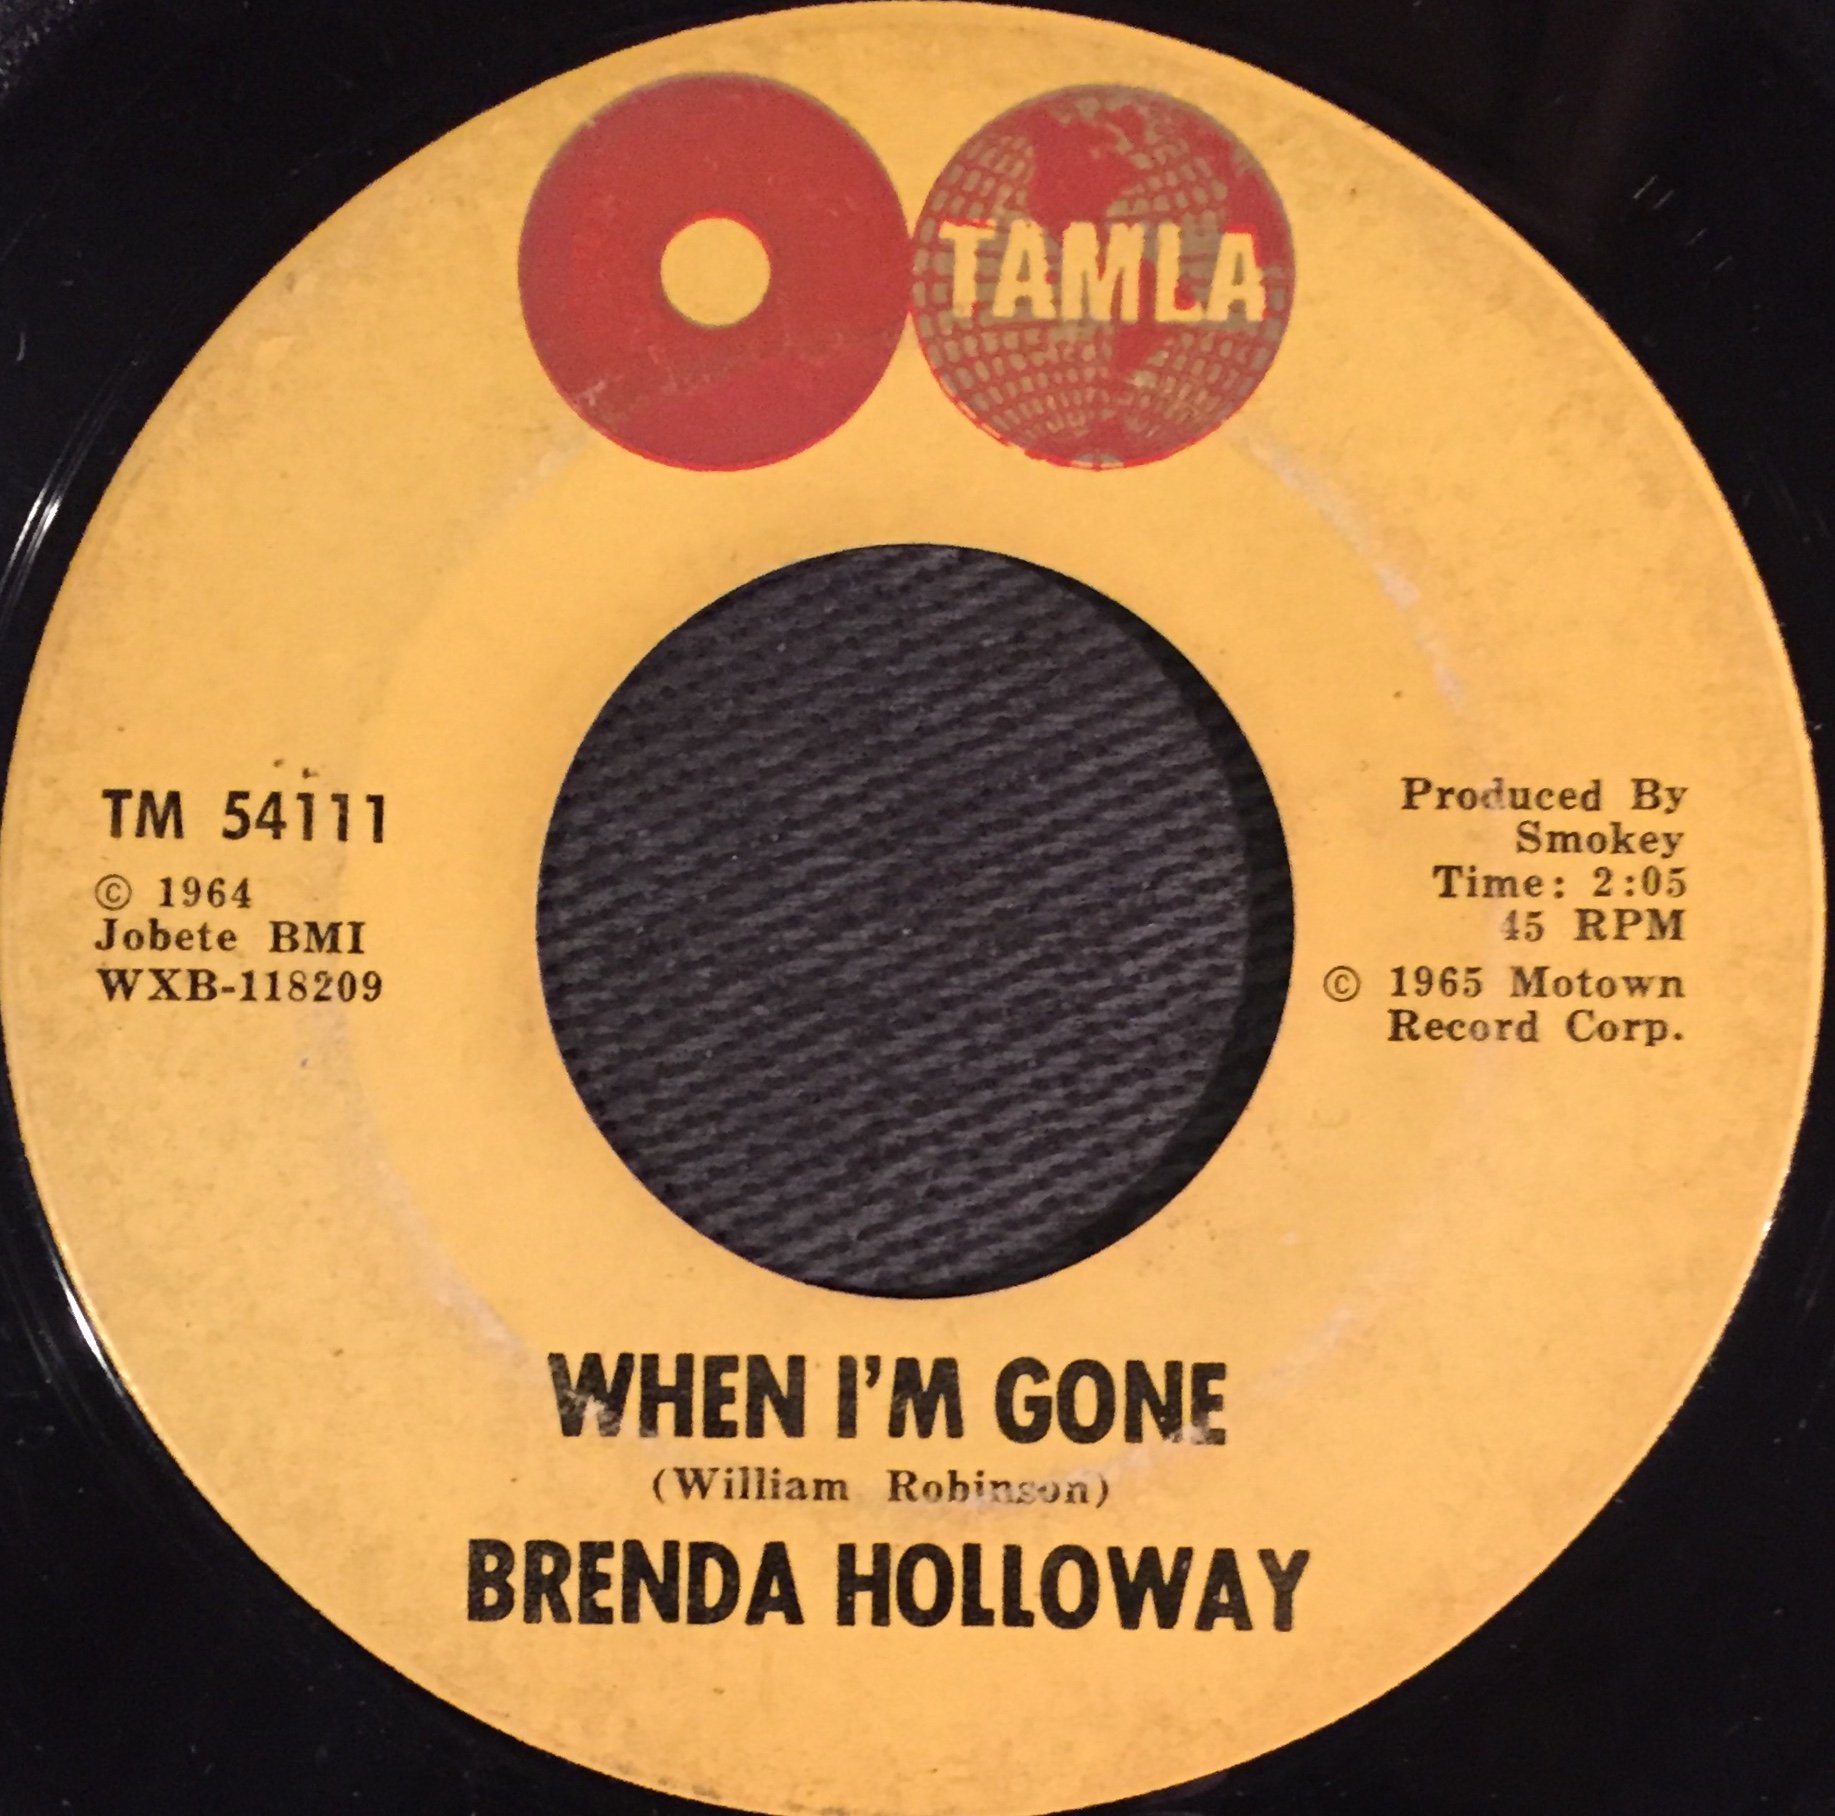 TAMLA
TM 54111
© 1964
Jobete BMI
WXB-118209
Produced By
Smokey
Time: 2:05
45 RPM
© 1965 Motown
Record Corp.
WHEN I'M GONE
(William Robinson)
BRENDA HOLLOWAY